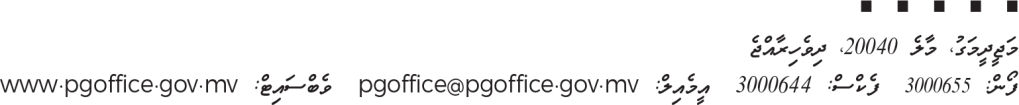 މަޖީދީމަގު، މާލެ 20040، ދިވެހިރާއްޖެ
ފޯން: 3000655 ފެކްސް: 3000644 އީމެއިލް: pgoffice@pgoffice.gov.mv ވެބްސައިޓް: www.pgoffice.gov.mv